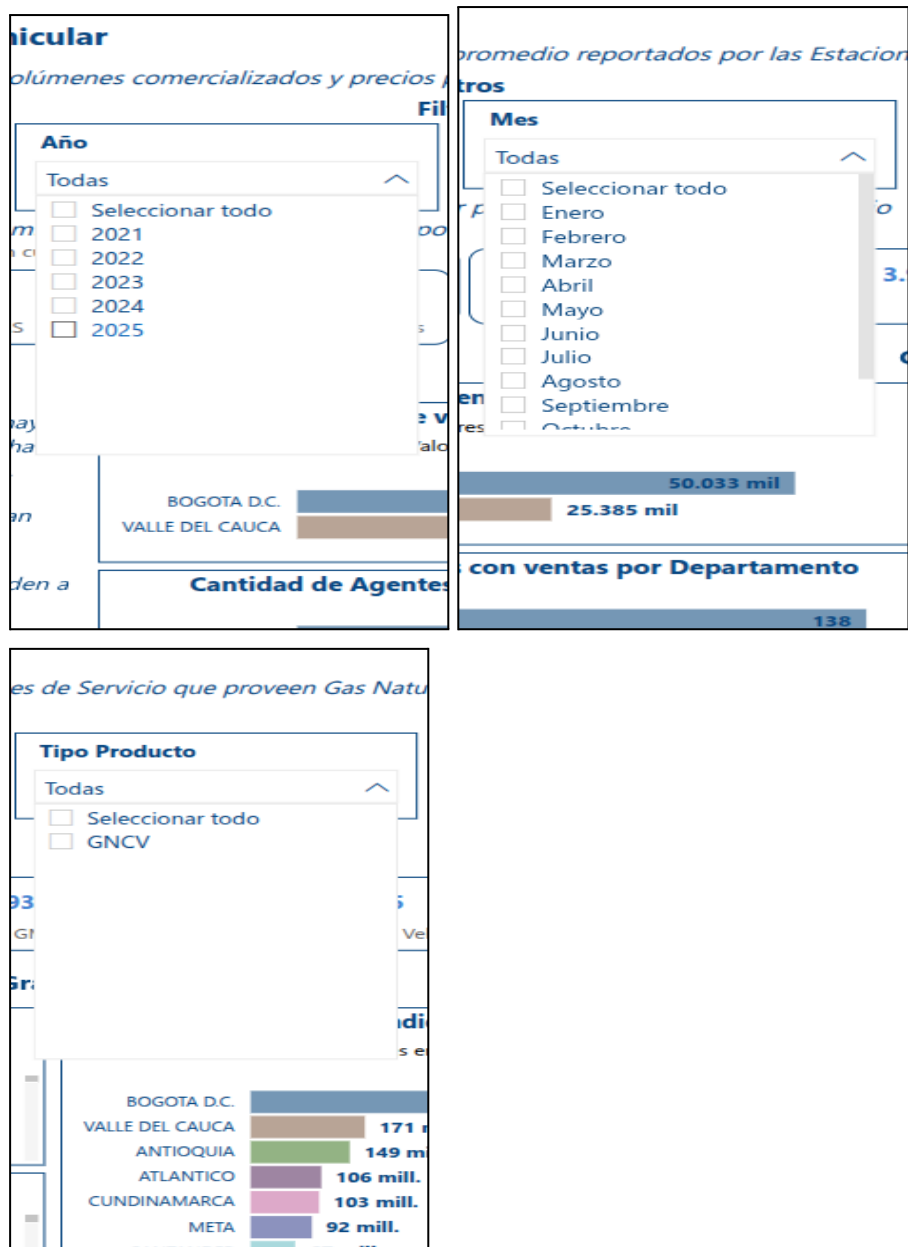 nicular
olúmenes comercializados y precios
Fil
Año
Todas
Seleccionar todo
2021
2022
2023
2024
2025
BOGOTA D.C.
VALLE DEL CAUCA
den a
Cantidad de Agentes
promedio reportados por las Estacion
tros
Mes
Todas
Seleccionar todo
Enero
Febrero
Marzo
Abril
Mayo
Junio
Julio
Agosto
Septiembre
Octubre
50.033 mil
25.385 mil
con ventas por Departamento
138
es de Servicio que proveen Gas Natu
Tipo Producto
Todas
Seleccionar todo
GNCV
93
BOGOTA D.C.
VALLE DEL CAUCA
171
ANTIOQUIA
149 mi
ATLANTICO
106 mill.
CUNDINAMARCA
103 mill.
META
92 mill.